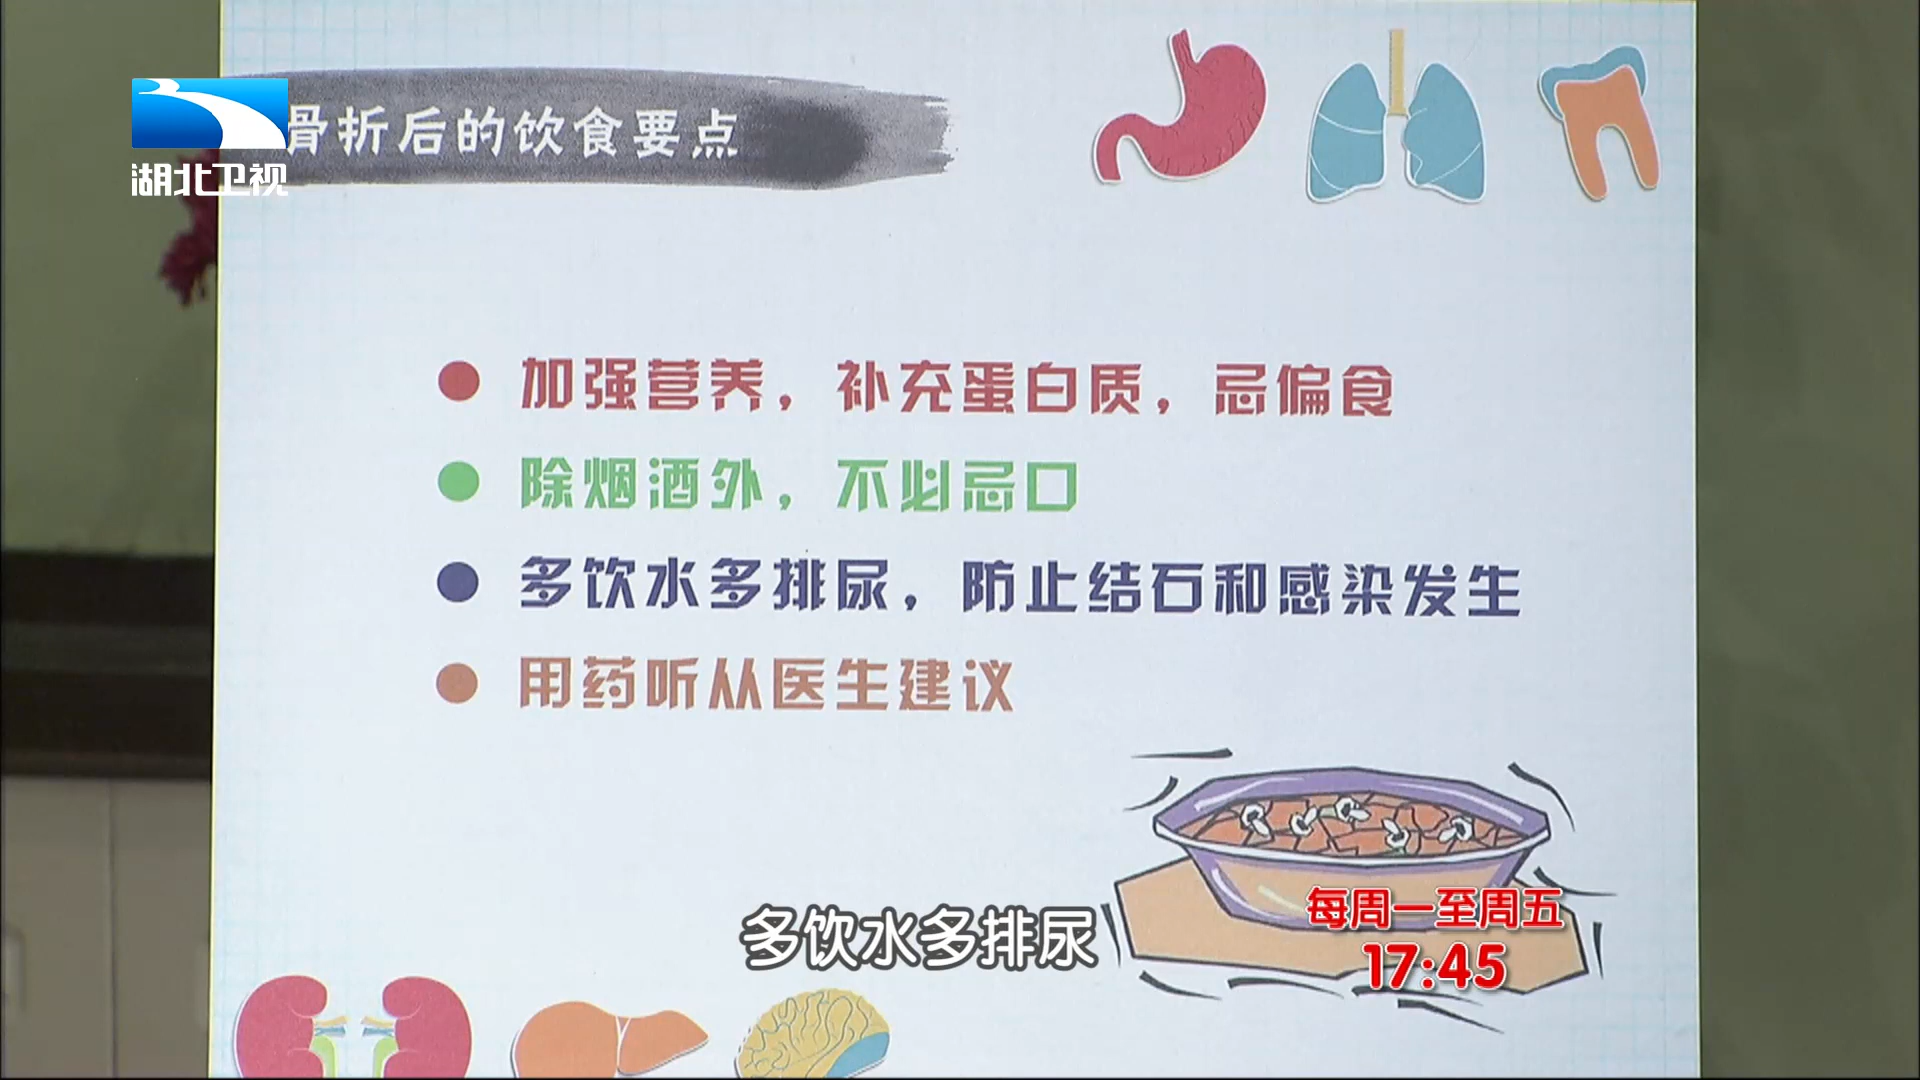 骨折后的饮食要点
湖北卫视
加强营养，补充蛋白质，忌偏食
除烟酒外，不必忌口
多饮水多排尿，防止结石和感染发生
用药听从医生建议
每周一至周五
多饮水多排尿
17:45